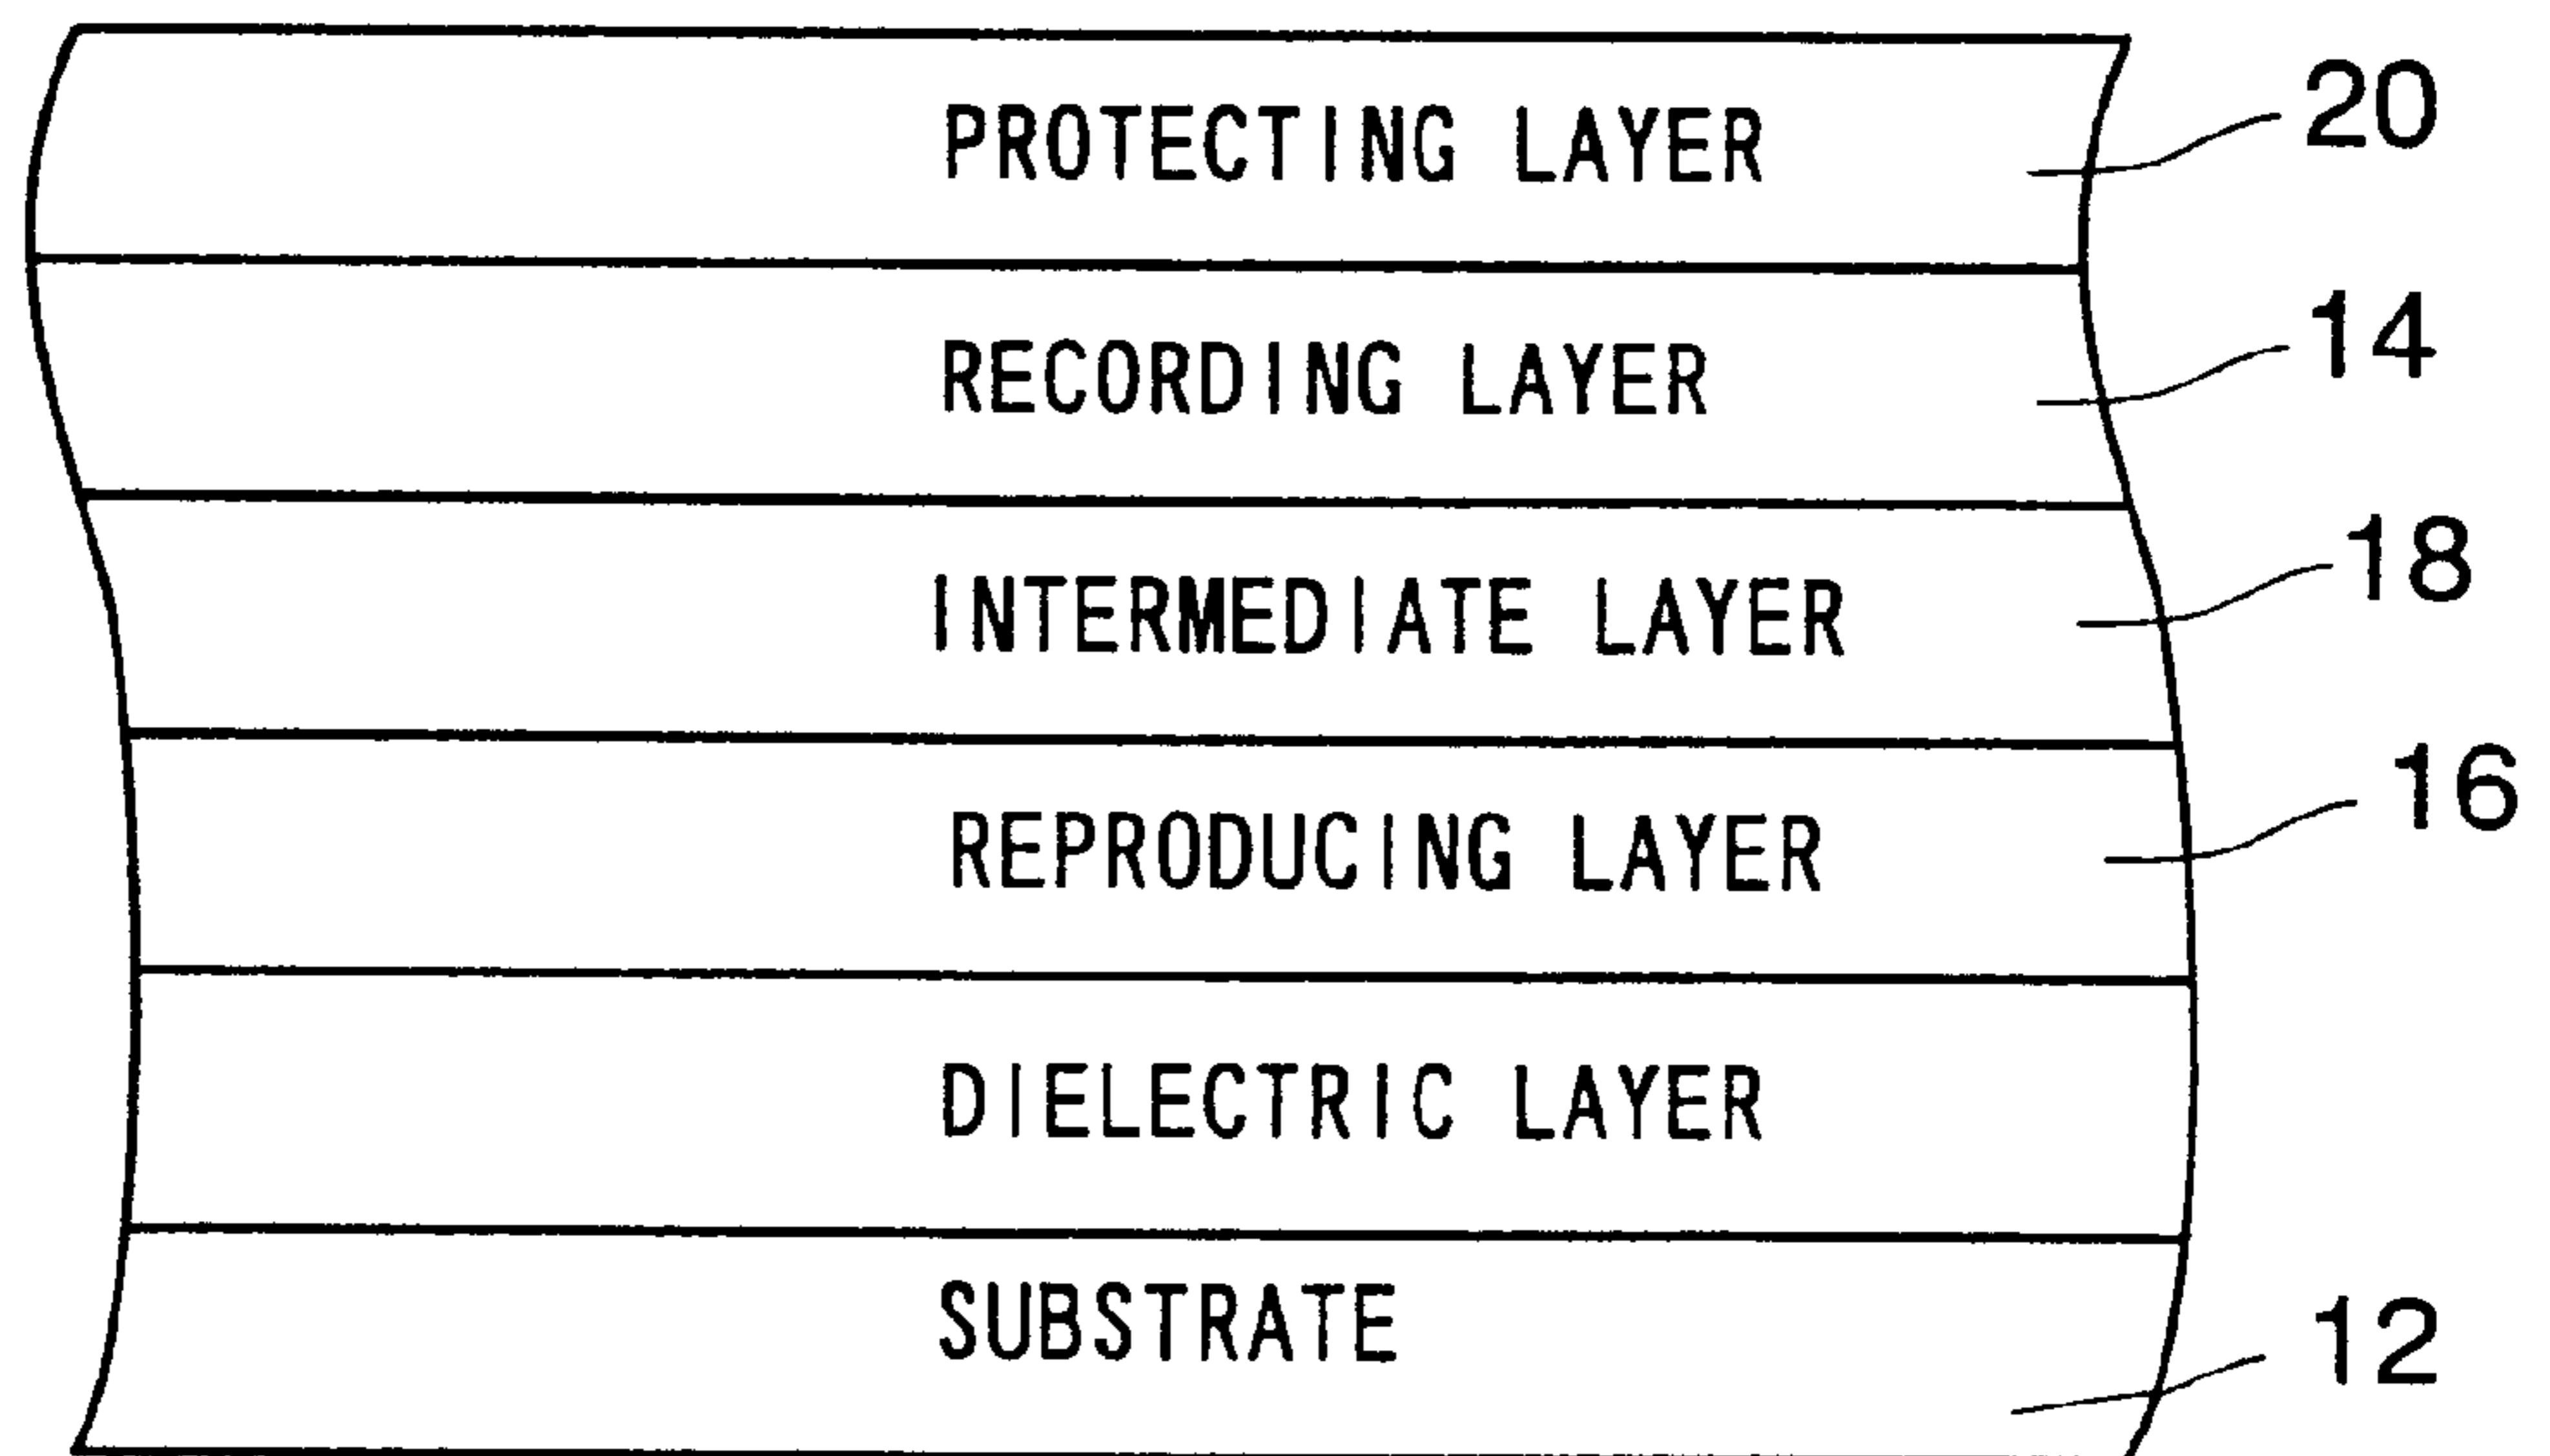 PROTECTING LAYER 20
RECORDING LAYER 14
INTERMEDIATE LAYER 18
REPRODUCING LAYER 16
DIELECTRIC LAYER
SUBSTRATE 12